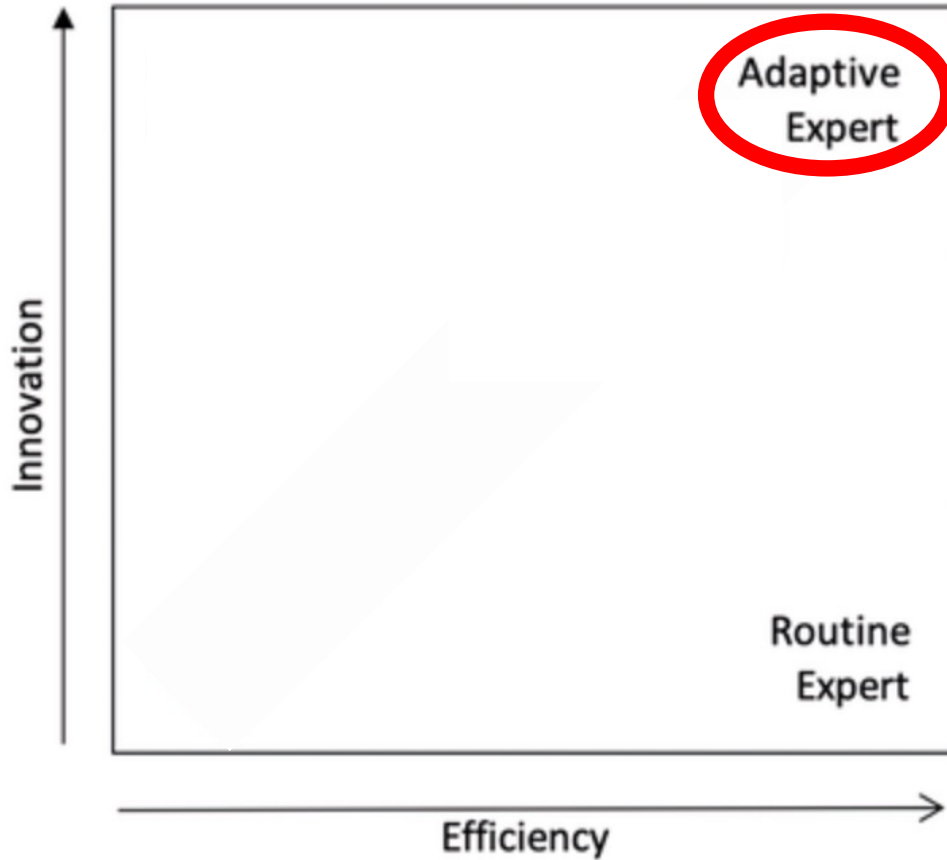 Adaptive
Expert
Innovation
Routine
Expert
Efficiency